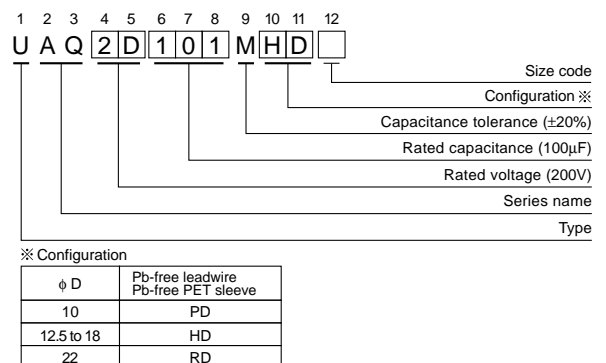 1 2 3 4 5 6 7 8 9 10 11 12
U A Q 2 D 1 0 1 M H D
Size code
Configuration ※
Capacitance tolerance (±20%)
Rated capacitance (100µF)
Rated voltage (200V)
Series name
Type
※ Configuration
ϕ D Pb-free leadwire
Pb-free PET sleeve
10 PD
12.5 to 18 HD
22 RD